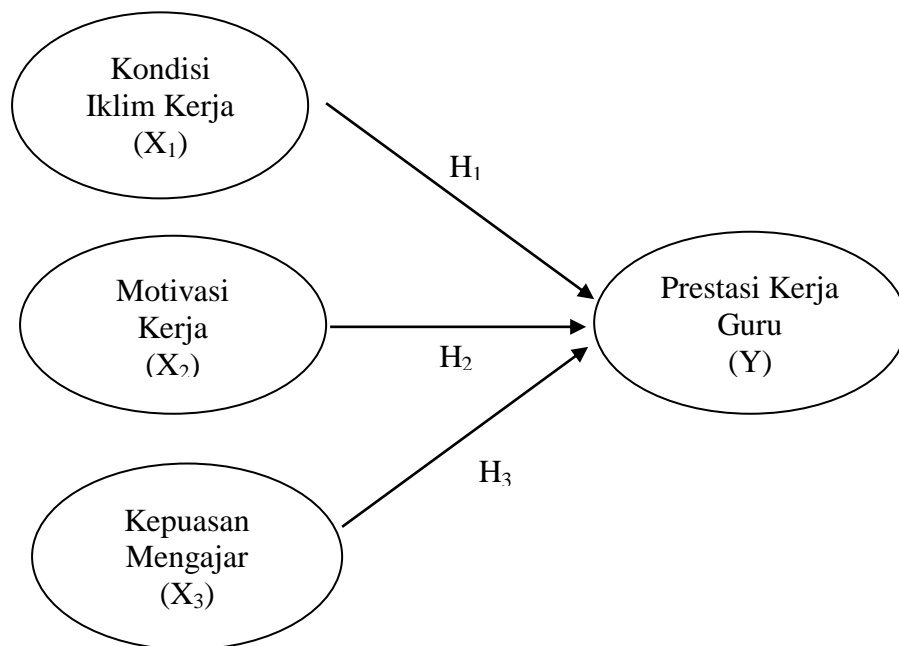 Kondisi
Iklim Kerja
(X₁)
H₁
Motivasi
Kerja
(X₂)
H₂
Prestasi Kerja
Guru
(Y)
H₃
Kepuasan
Mengajar
(X₃)